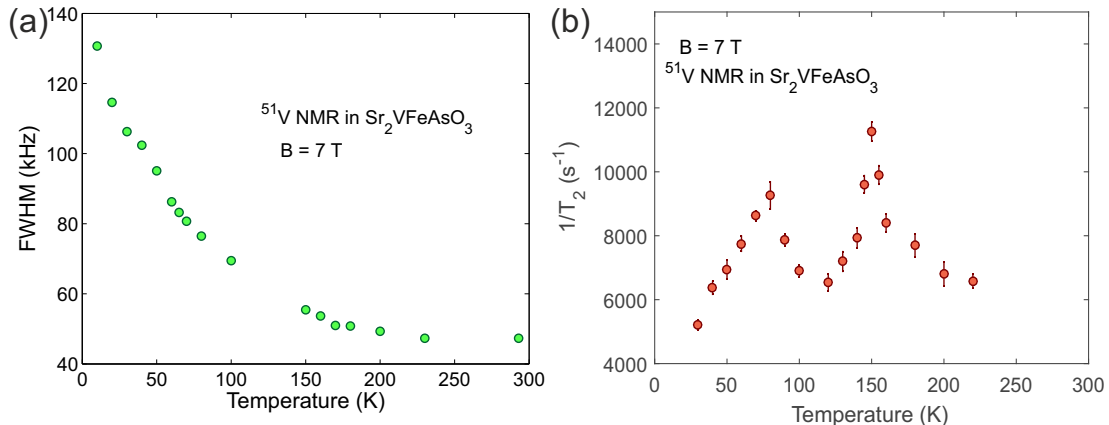 (a)
140
120
100
80
60
40
FWHM (kHz)
⁵¹V NMR in Sr₂VFeAsO₃
B = 7 T
0 50 100 150 200 250 300
Temperature (K)
(b)
14000
12000
10000
8000
6000
4000
1/T₂ (s⁻¹)
B = 7 T
⁵¹V NMR in Sr₂VFeAsO₃
0 50 100 150 200 250 300
Temperature (K)